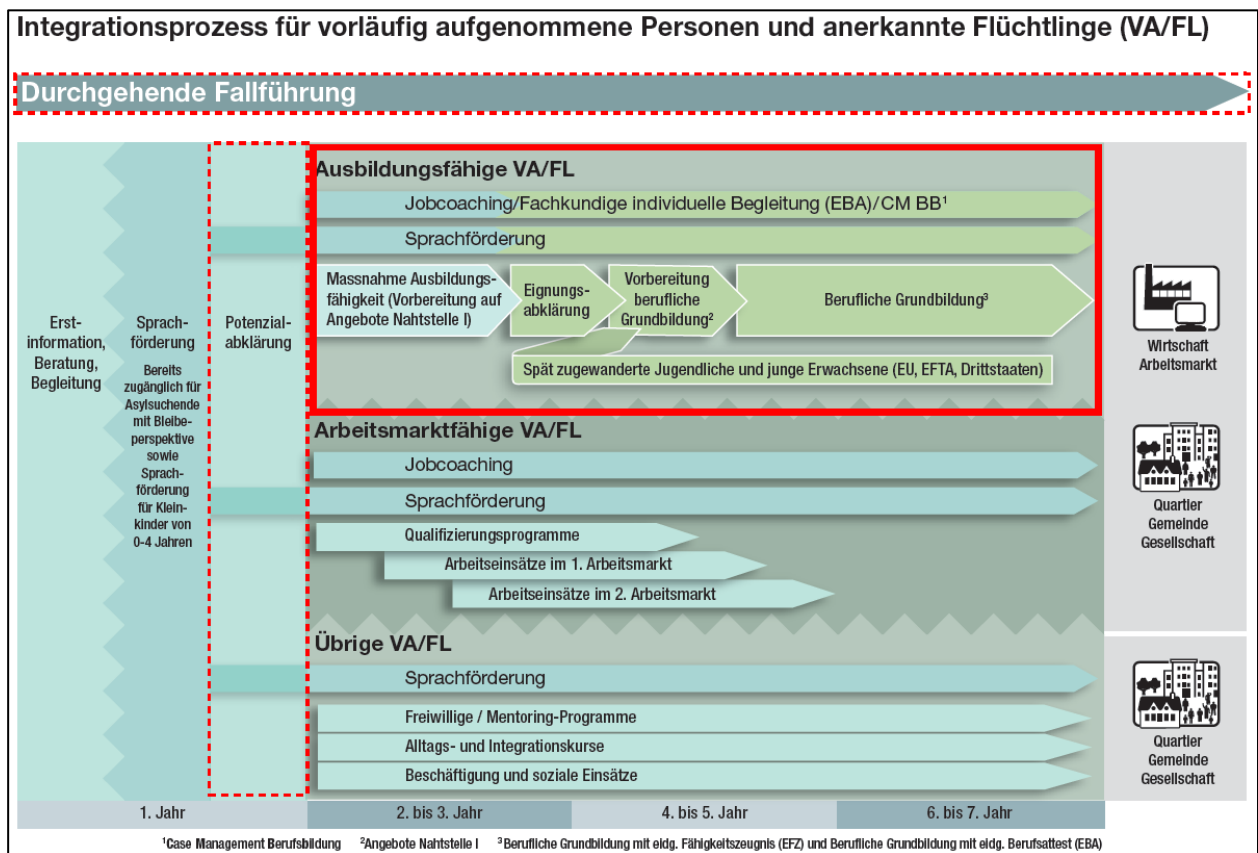 Integrationsprozess für vorläufig aufgenommene Personen und anerkannte Flüchtlinge (VA/FL)
Durchgehende Fallführung
Erst-
information,
Beratung,
Begleitung
Sprach-
förderung
Bereits
zugänglich für
Asylsuchende
mit Bleibe-
perspektive
sowie
Sprach-
förderung
für Klein-
kinder von
0-4 Jahren
Potenzial-
abklärung
Ausbildungsfähige VA/FL
Jobcoaching/Fachkundige individuelle Begleitung (EBA)/CM BB¹
Sprachförderung
Massnahme Ausbildungs-
fähigkeit (Vorbereitung auf
Angebote Nahtstelle I)
Eignungs-
abklärung
Vorbereitung
berufliche
Grundbildung²
Berufliche Grundbildung³
Spät zugewanderte Jugendliche und junge Erwachsene (EU, EFTA, Drittstaaten)
Arbeitsmarktfähige VA/FL
Jobcoaching
Sprachförderung
Qualifizierungsprogramme
Arbeitseinsätze im 1. Arbeitsmarkt
Arbeitseinsätze im 2. Arbeitsmarkt
Übrige VA/FL
Sprachförderung
Freiwillige / Mentoring-Programme
Alltags- und Integrationskurse
Beschäftigung und soziale Einsätze
Wirtschaft
Arbeitsmarkt
Quartier
Gemeinde
Gesellschaft
Quartier
Gemeinde
Gesellschaft
1. Jahr
2. bis 3. Jahr
4. bis 5. Jahr
6. bis 7. Jahr
¹Case Management Berufsbildung ²Angebote Nahtstelle I ³Berufliche Grundbildung mit eidg. Fähigkeitszeugnis (EFZ) und Berufliche Grundbildung mit eidg. Berufsattest (EBA)